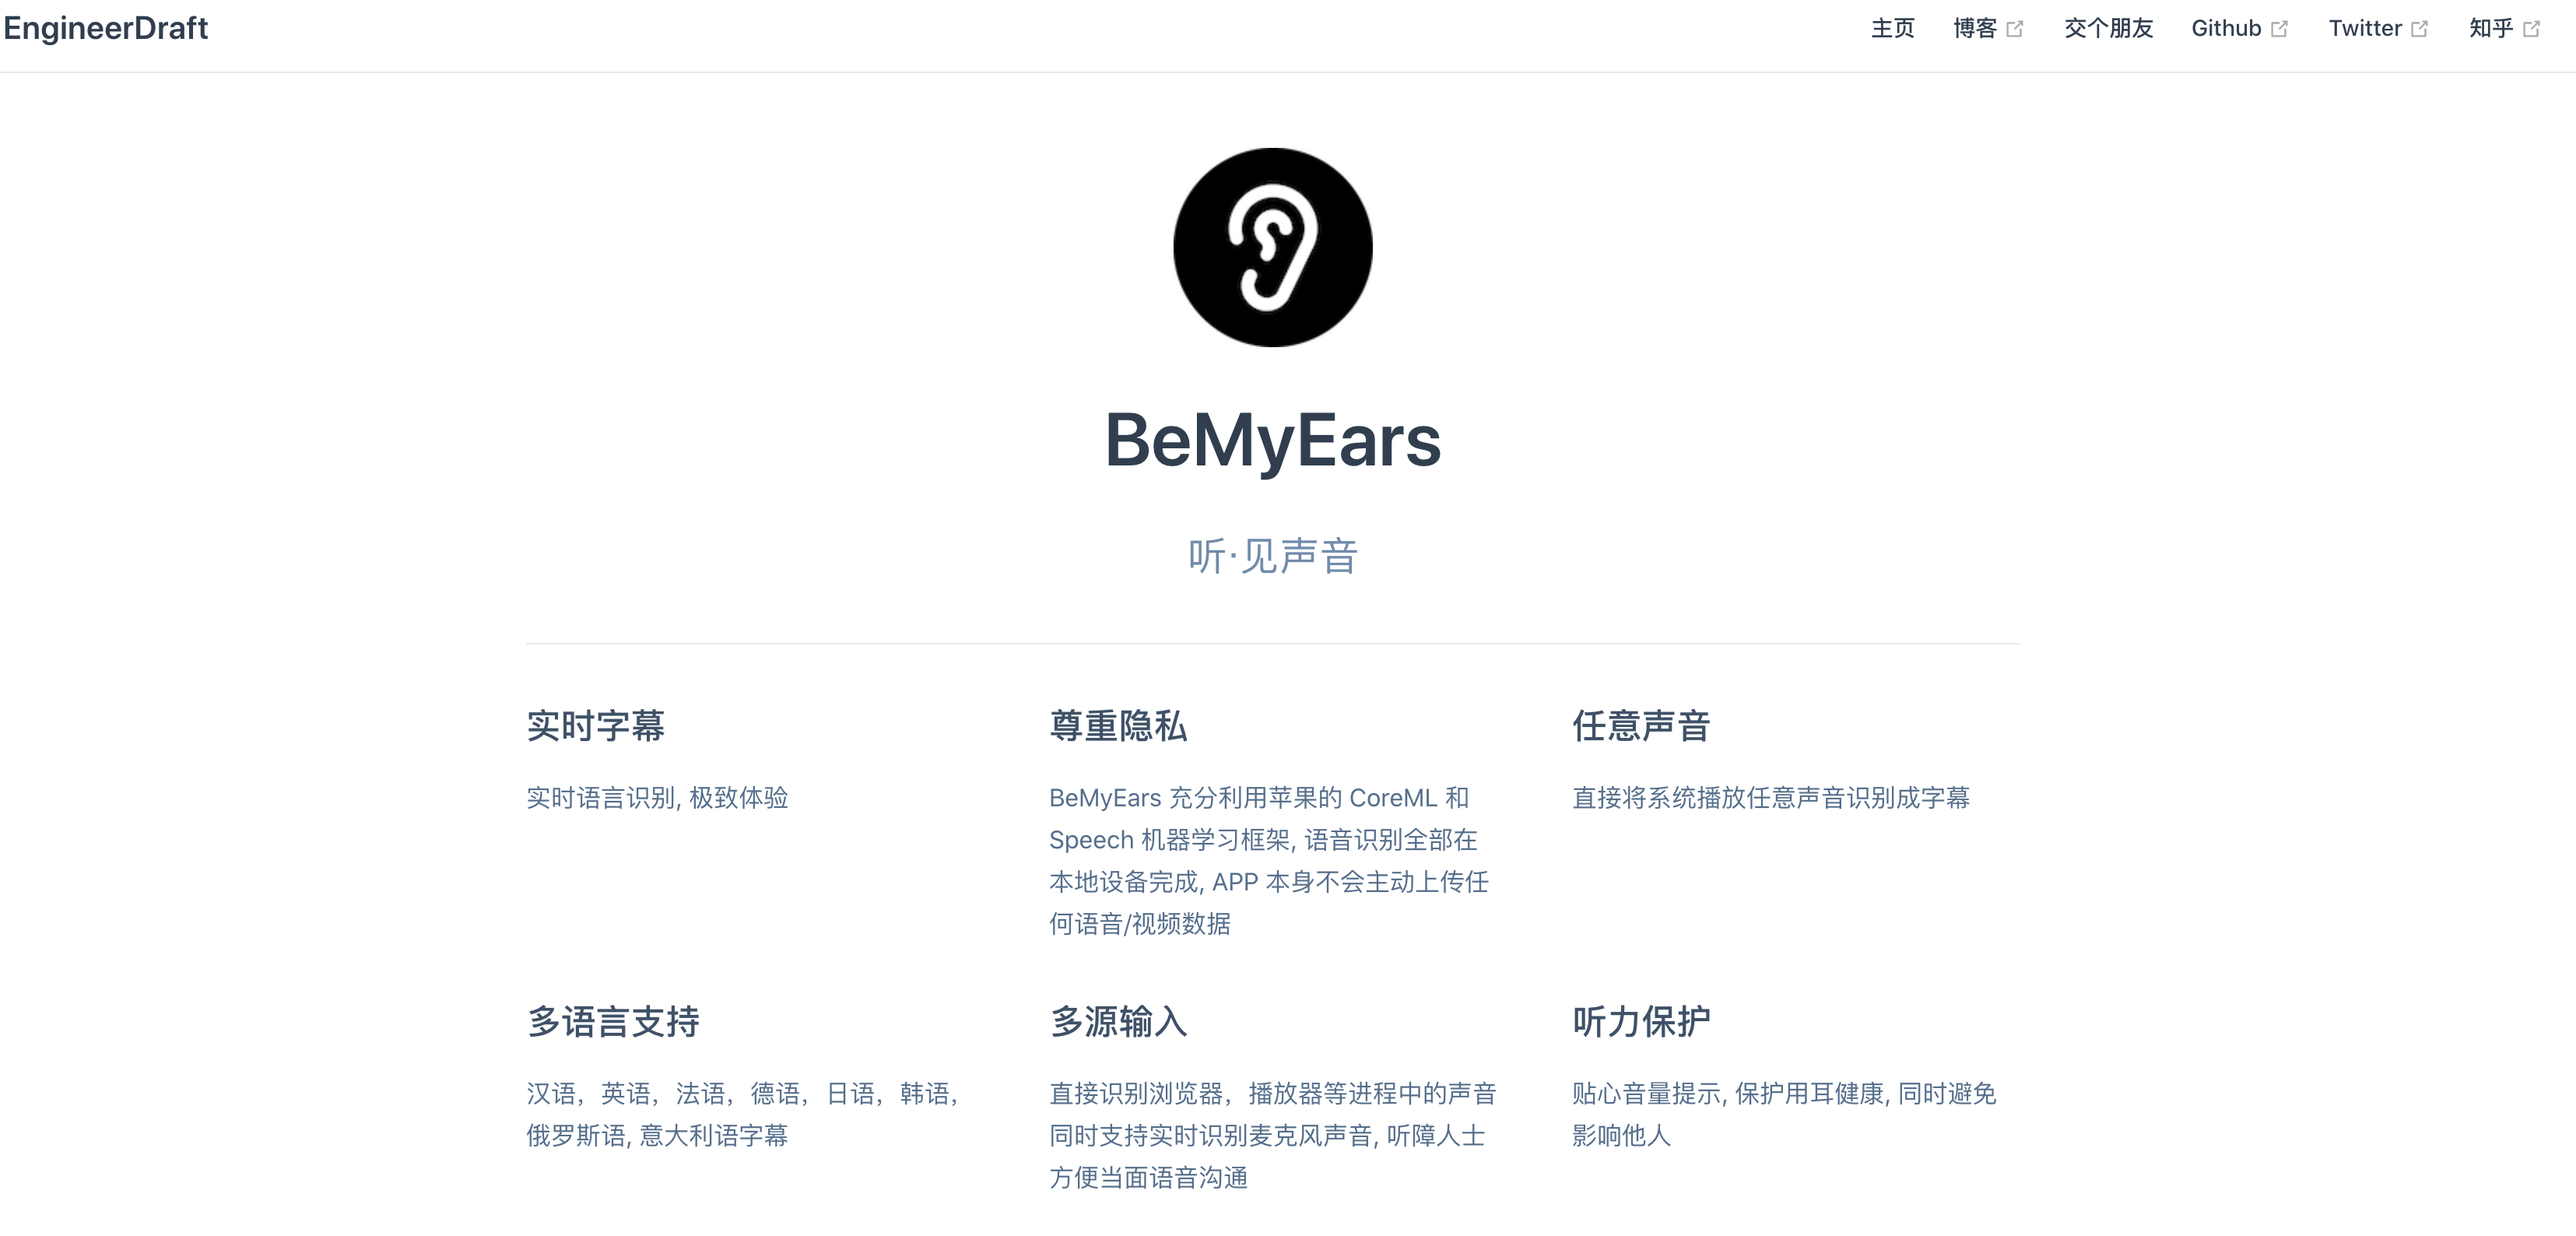 EngineerDraft
主页 博客 交个朋友 Github Twitter 知乎
BeMyEars
听·见声音
实时字幕
实时语言识别, 极致体验
尊重隐私
BeMyEars 充分利用苹果的 CoreML 和
Speech 机器学习框架, 语音识别全部在
本地设备完成, APP 本身不会主动上传任
何语音/视频数据
任意声音
直接将系统播放任意声音识别成字幕
多语言支持
汉语，英语，法语，德语，日语，韩语，
俄罗斯语, 意大利语字幕
多源输入
直接识别浏览器，播放器等进程中的声音
同时支持实时识别麦克风声音, 听障人士
方便当面语音沟通
听力保护
贴心音量提示, 保护用耳健康, 同时避免
影响他人